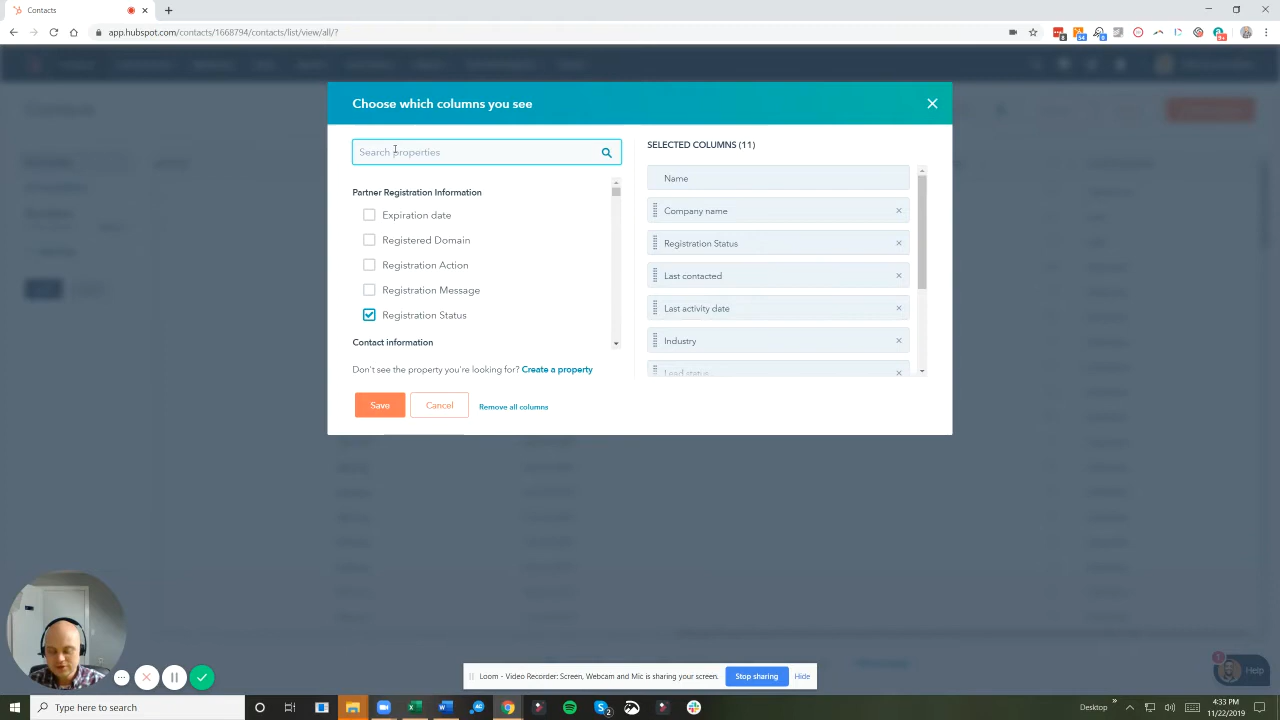 Contacts
app.hubspot.com/contacts/1668794/contacts/list/view/all/?
Choose which columns you see
Search properties
SELECTED COLUMNS (11)
Partner Registration Information
Expiration date
Registered Domain
Registration Action
Registration Message
Registration Status
Contact information
Name
Company name
Registration Status
Last contacted
Last activity date
Industry
Lead status
Don't see the property you're looking for? Create a property
Save
Cancel
Remove all columns
Help
Loom - Video Recorder: Screen, Webcam and Mic is sharing your screen.
Stop sharing
Hide
Type here to search
Desktop
4:33 PM
11/22/2019